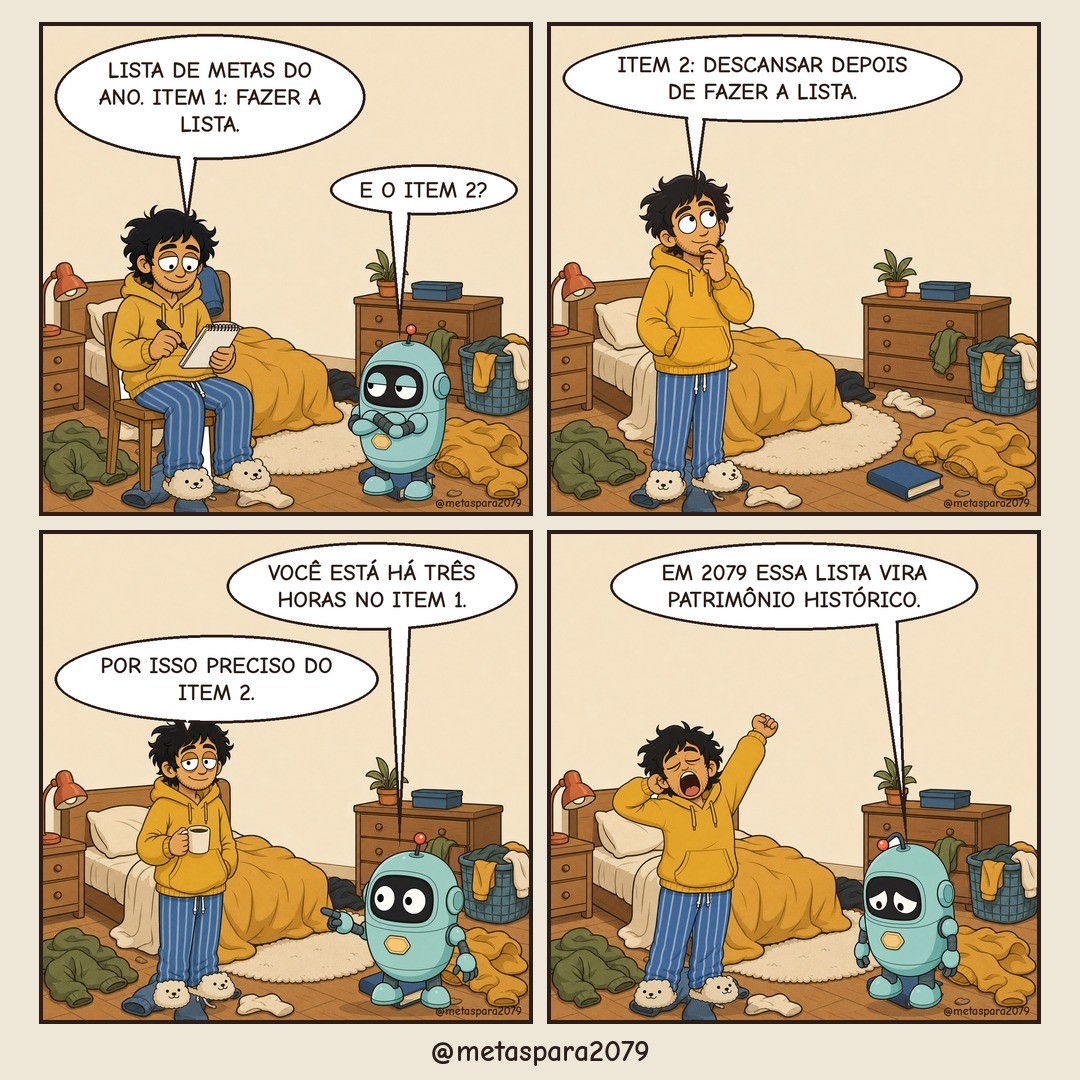 LISTA DE METAS DO
ANO. ITEM 1: FAZER A
LISTA.
E O ITEM 2?
@metaspara2079
ITEM 2: DESCANSAR DEPOIS
DE FAZER A LISTA.
@metaspara2079
VOCÊ ESTÁ HÁ TRÊS
HORAS NO ITEM 1.
POR ISSO PRECISO DO
ITEM 2.
@metaspara2079
EM 2079 ESSA LISTA VIRA
PATRIMÔNIO HISTÓRICO.
@metaspara2079
@metaspara2079